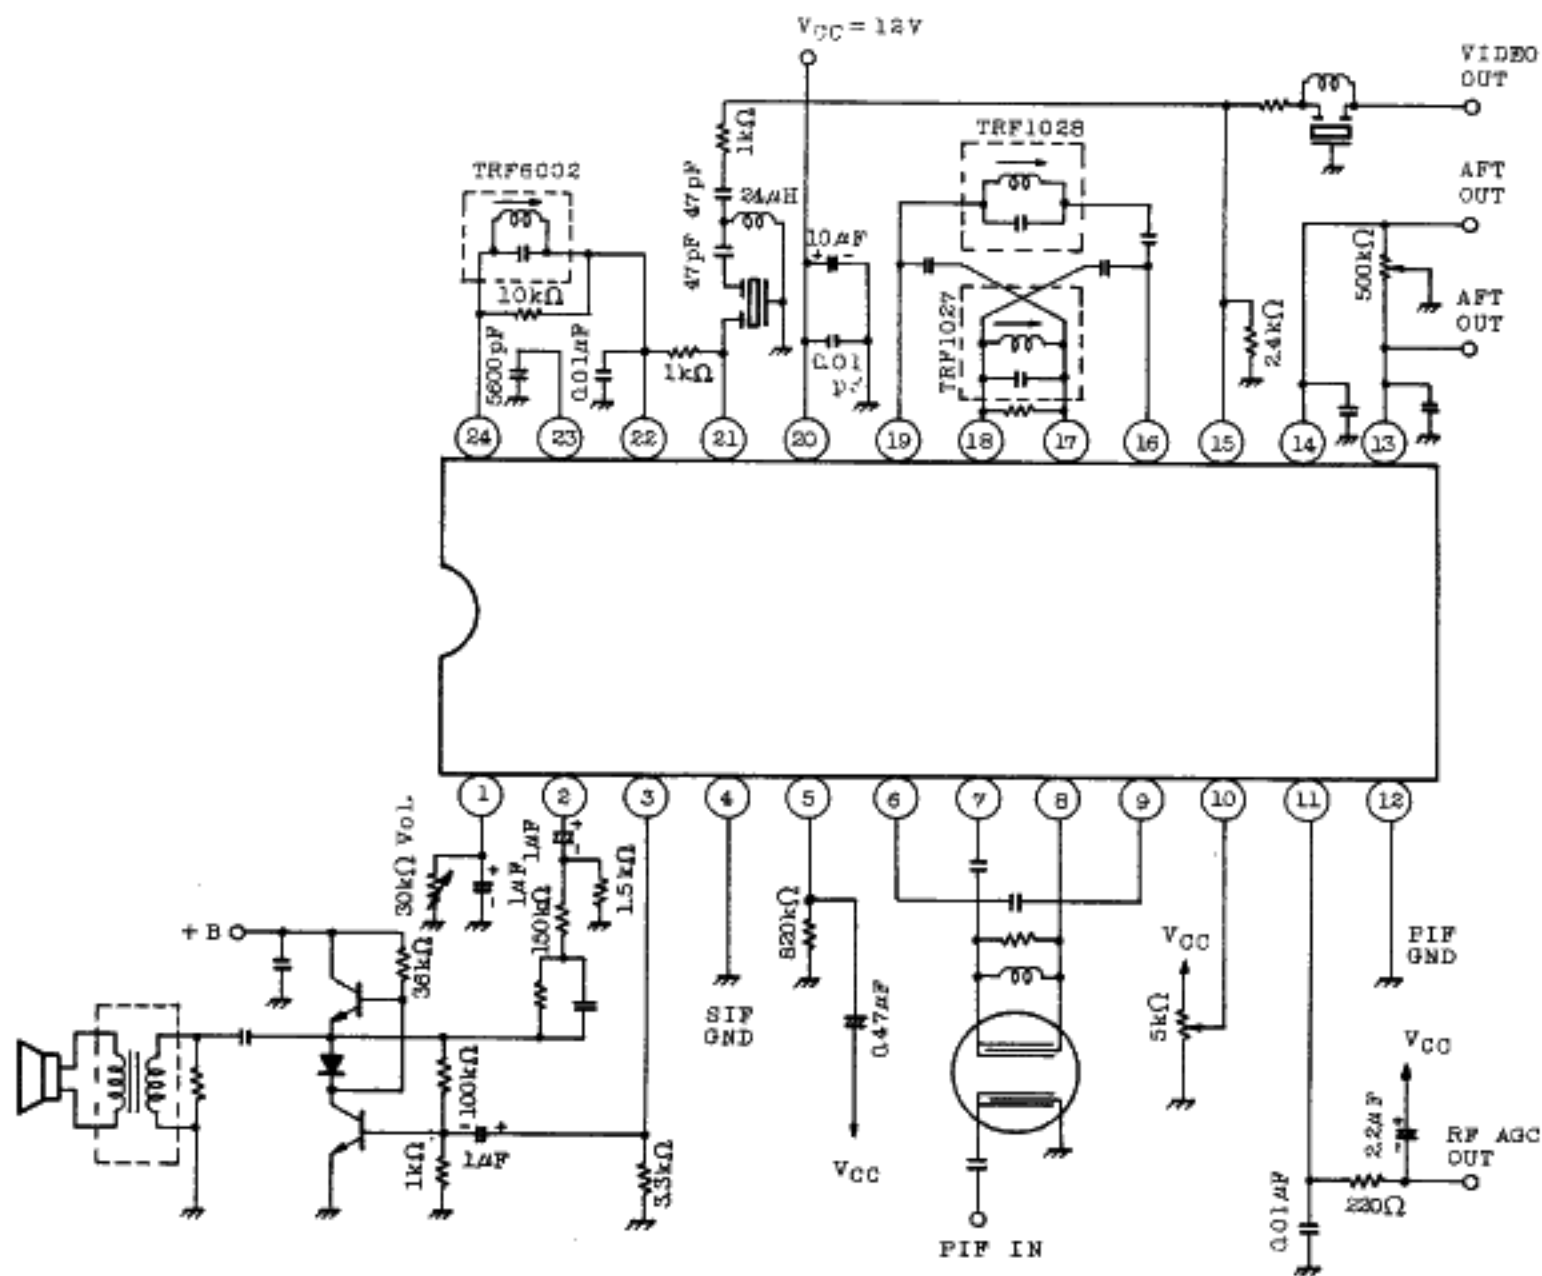 VCC = 12V
VIDEO
OUT
TRF1028
1kΩ
TRF6002
AFT
OUT
47pF
24μH
10μF
+ -
47pF
500kΩ
10kΩ
AFT
OUT
TRF1027
5600pF
0.01μF
1kΩ
0.01
2.4kΩ
24
23
22
21
20
19
18
17
16
15
14
13
1
2
3
4
5
6
7
8
9
10
11
12
30kΩ Vol.
+
-
1μF
1μF
+
-
150kΩ
1.5kΩ
820kΩ
+B
36kΩ
VCC
PIF
GND
SIF
GND
0.47μF
5kΩ
VCC
100kΩ
2.2μF
- +
1kΩ
- +
1μF
3.3kΩ
VCC
RF AGC
OUT
220Ω
0.01μF
PIF IN